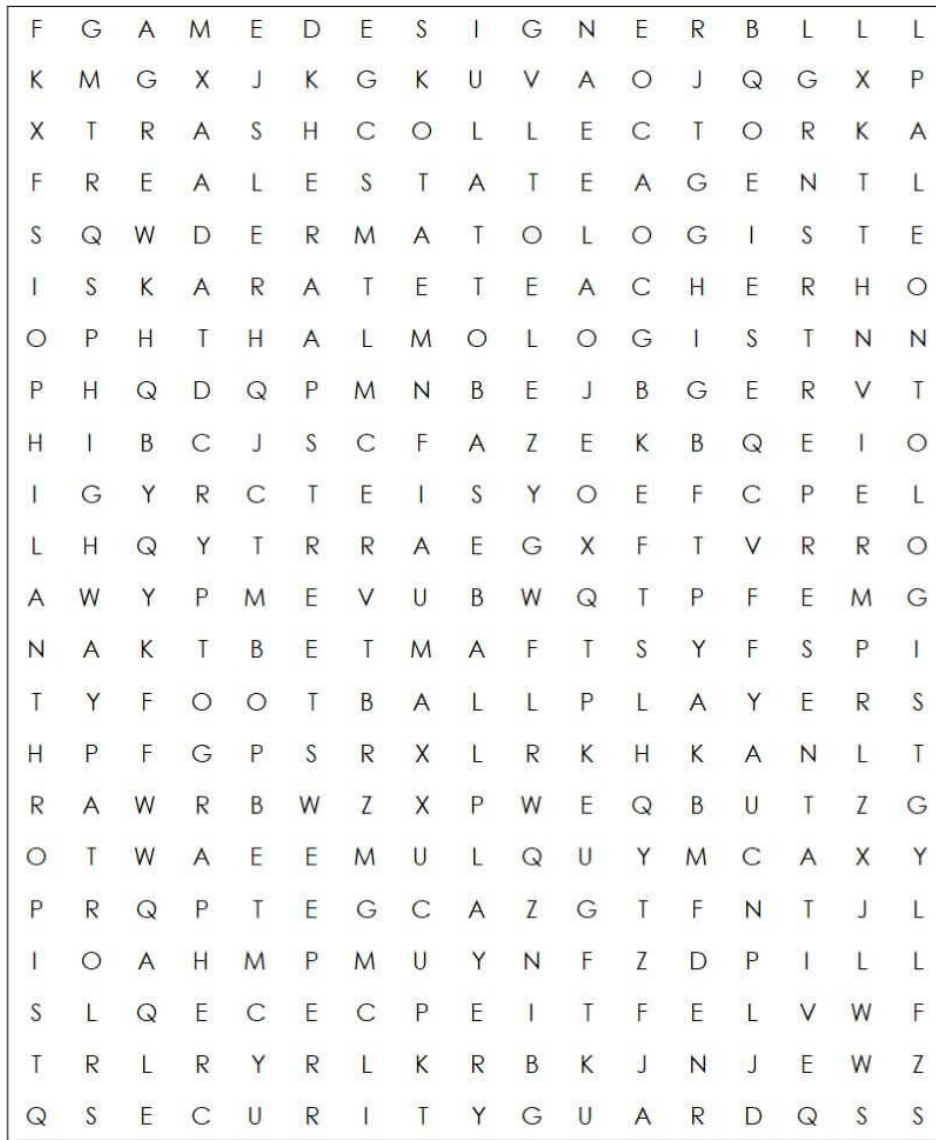 F G A M E D E S I G N E R B L L L
K M G X J K G K U V A O J Q G X P
X T R A S H C O L L E C T O R K A
F R E A L E S T A T E A G E N T L
S Q W D E R M A T O L O G I S T E
I S K A R A T E T E A C H E R H O
O P H T H A L M O L O G I S T N N
P H Q D Q P M N B E J B G E R V T
H I B C J S C F A Z E K B Q E I O
I G Y R C T E I S Y O E F C P E L
L H Q Y T R R A E G X F T V R R O
A W Y P M E V U B W Q T P F E M G
N A K T B E T M A F T S Y F S P I
T Y F O O T B A L L P L A Y E R S
H P F G P S R X L R K H K A N L T
R A W R B W Z X P W E Q B U T Z G
O T W A E E M U L Q U Y M C A X Y
P R Q P T E G C A Z G T F N T J L
I O A H M P M U Y N F Z D P I L L
S L Q E C E C P E I T F E L V W F
T R L R Y R L K R B K J N J E W Z
Q S E C U R I T Y G U A R D Q S S